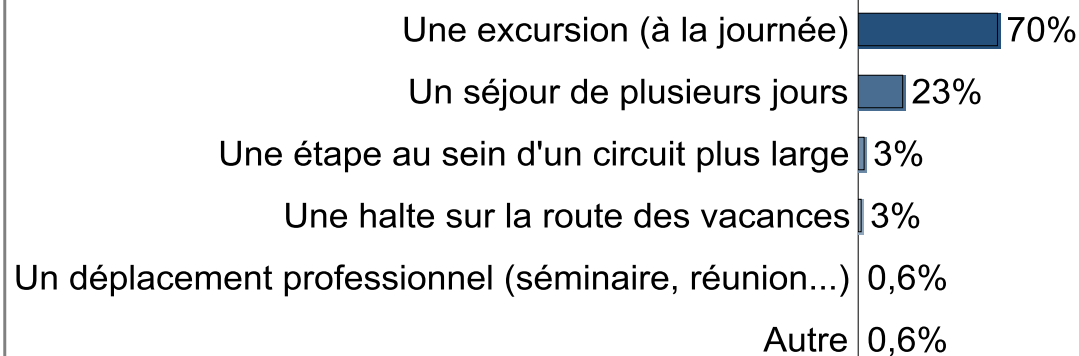 Une excursion (à la journée) 70%
Un séjour de plusieurs jours 23%
Une étape au sein d'un circuit plus large 3%
Une halte sur la route des vacances 3%
Un déplacement professionnel (séminaire, réunion...) 0,6%
Autre 0,6%